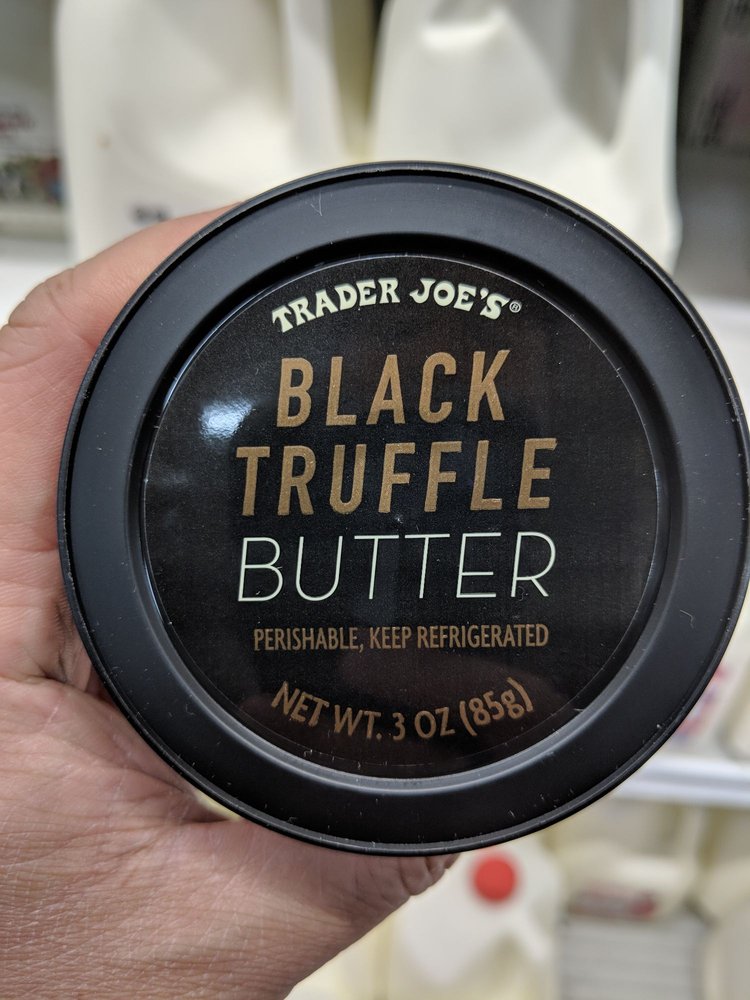 TRADER JOE'S®
BLACK
TRUFFLE
BUTTER
PERISHABLE, KEEP REFRIGERATED
NET WT. 3 OZ (85g)